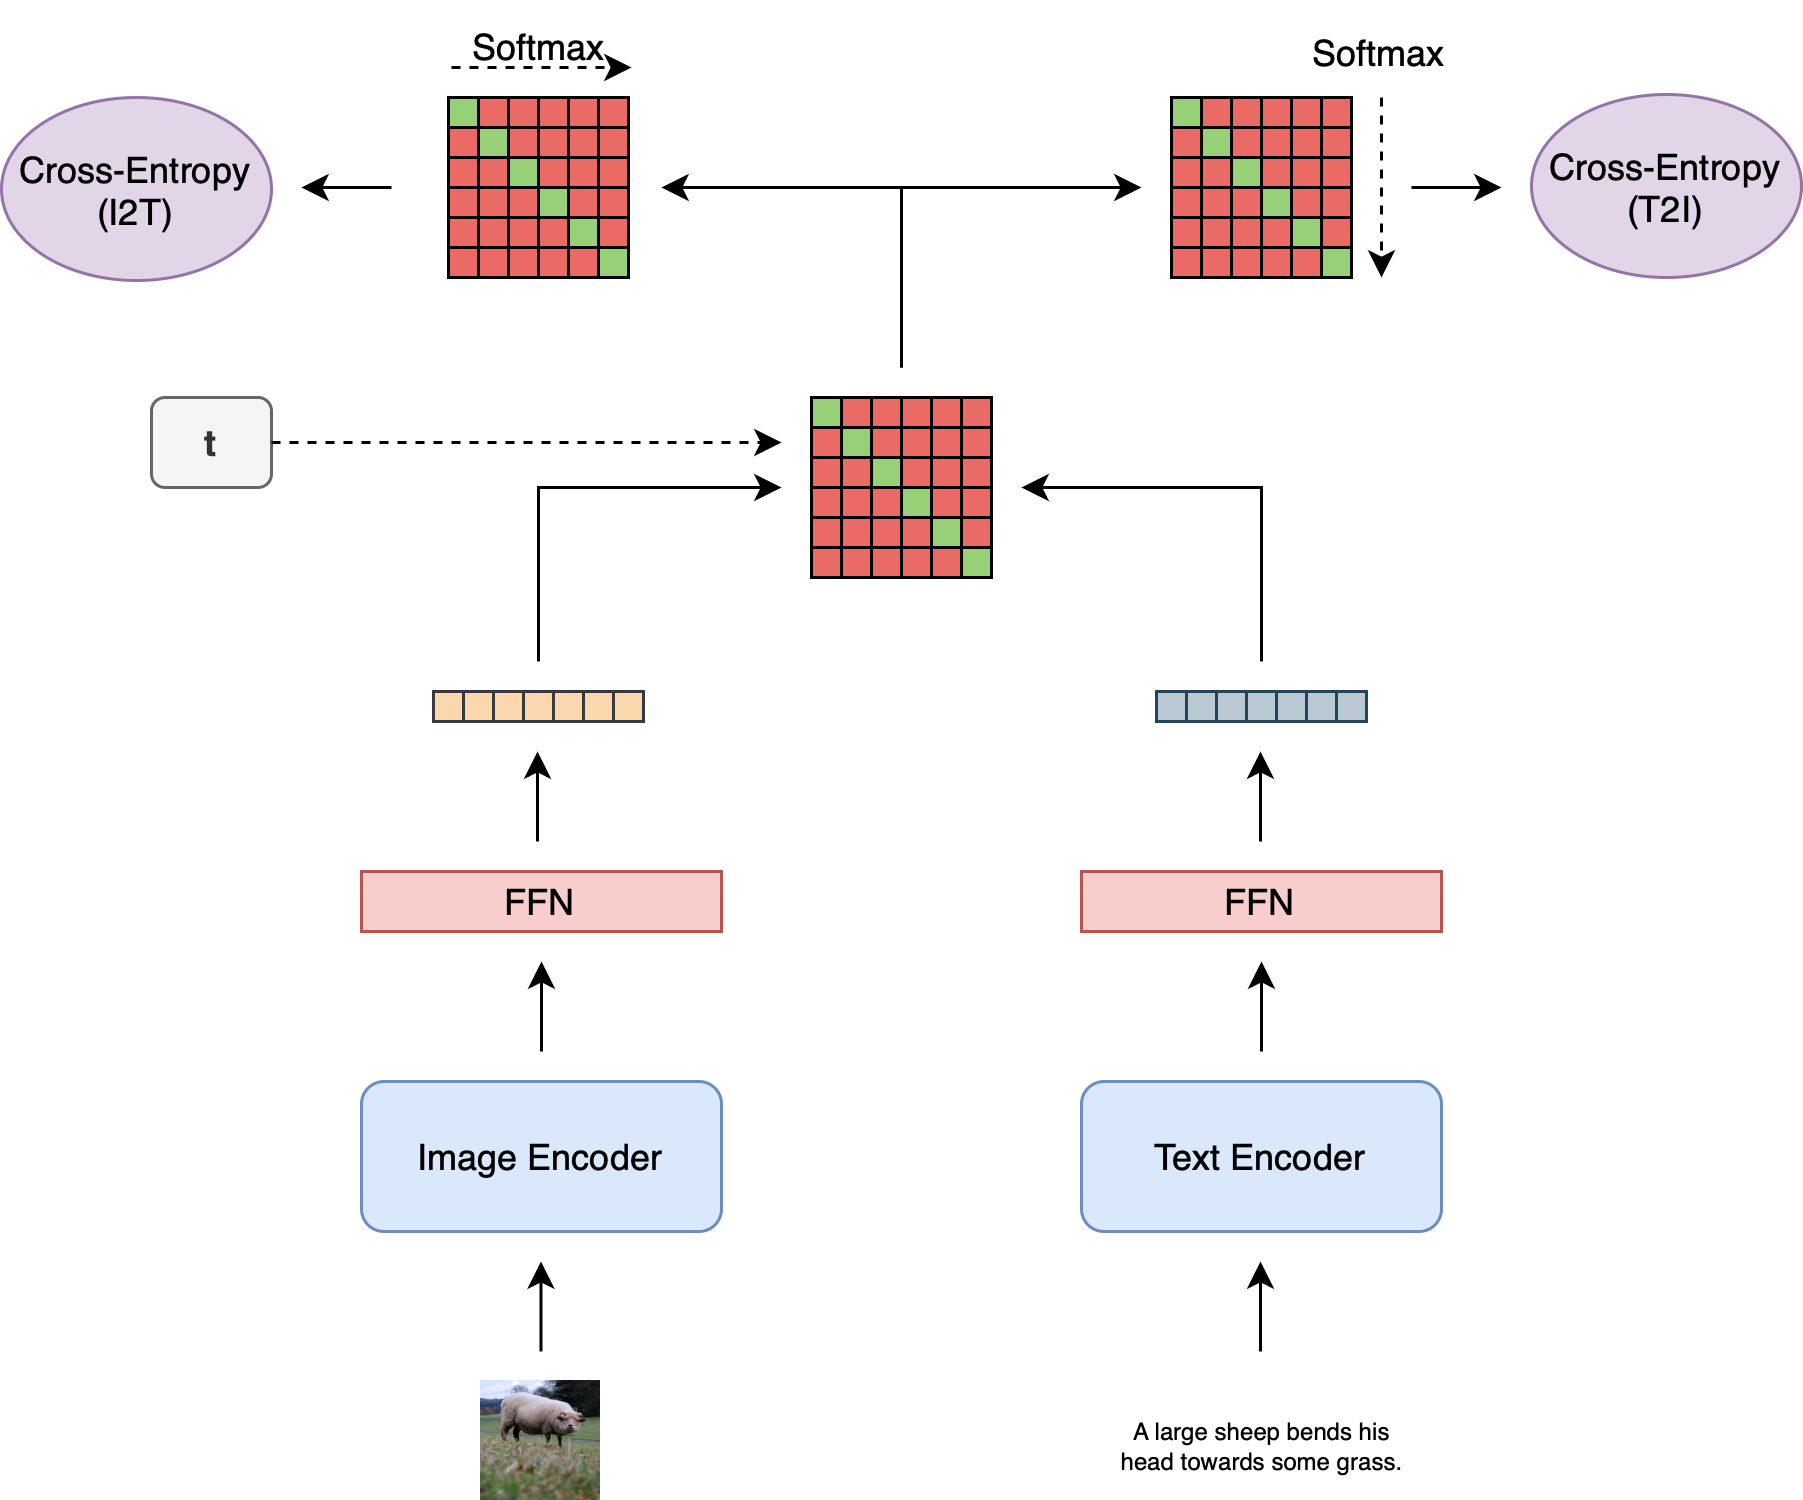 Softmax
Softmax
Cross-Entropy
(I2T)
Cross-Entropy
(T2I)
t
FFN
FFN
Image Encoder
Text Encoder
A large sheep bends his
head towards some grass.